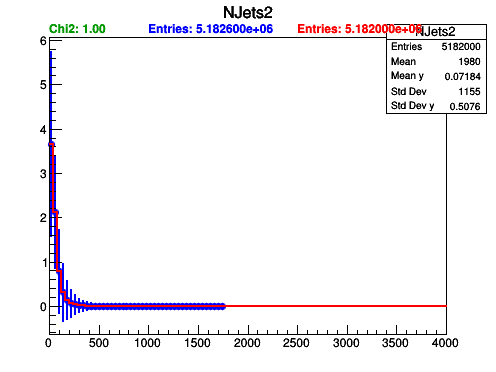 NJets2
Chi2: 1.00 Entries: 5.182600e+06 Entries: 5.182000e+06
NJets2
Entries 5182000
Mean 1980
Mean y 0.07184
Std Dev 1155
Std Dev y 0.5076
6
5
4
3
2
1
0
0 500 1000 1500 2000 2500 3000 3500 4000